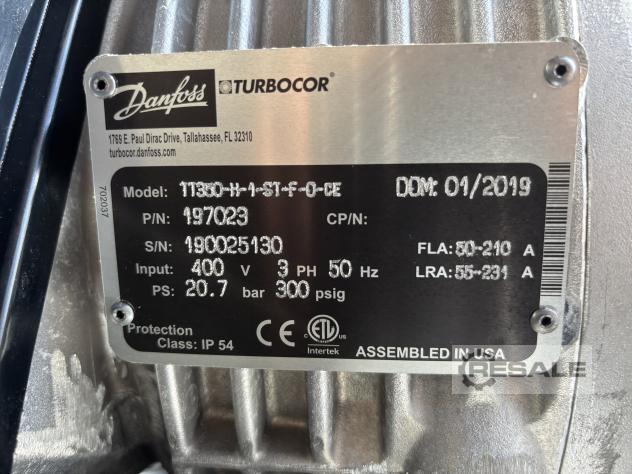 Danfoss TURBOCOR®
1769 E. Paul Dirac Drive, Tallahassee, FL 32310
turbocor.danfoss.com
702037
Model: TT350-H-1-ST-F-O-CE DOM: 01/2019
P/N: 197023 CP/N:
S/N: 190025130 FLA: 50-210 A
Input: 400 V 3 PH 50 Hz LRA: 55-231 A
PS: 20.7 bar 300 psig
Protection
Class: IP 54
CE
C ETL US
Intertek
ASSEMBLED IN USA
RESALE